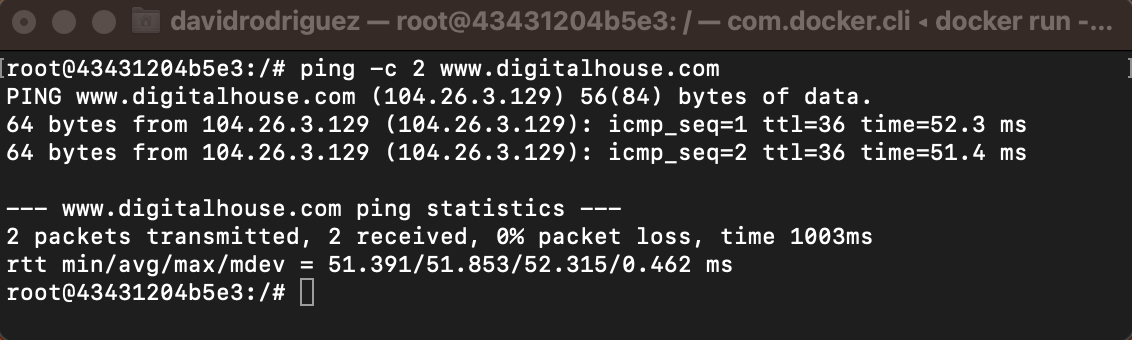 davidrodriguez — root@43431204b5e3: / — com.docker.cli ◂ docker run -...
[root@43431204b5e3:/# ping -c 2 www.digitalhouse.com ]
PING www.digitalhouse.com (104.26.3.129) 56(84) bytes of data.
64 bytes from 104.26.3.129 (104.26.3.129): icmp_seq=1 ttl=36 time=52.3 ms
64 bytes from 104.26.3.129 (104.26.3.129): icmp_seq=2 ttl=36 time=51.4 ms
--- www.digitalhouse.com ping statistics ---
2 packets transmitted, 2 received, 0% packet loss, time 1003ms
rtt min/avg/max/mdev = 51.391/51.853/52.315/0.462 ms
root@43431204b5e3:/#